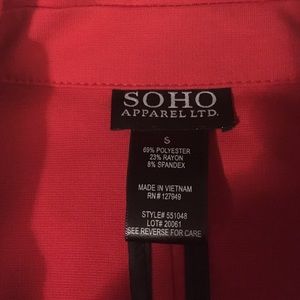 SOHO
APPAREL LTD.
S
69% POLYESTER
23% RAYON
8% SPANDEX
MADE IN VIETNAM
RN# 127949
STYLE# 551048
LOT# 20061
SEE REVERSE FOR CARE